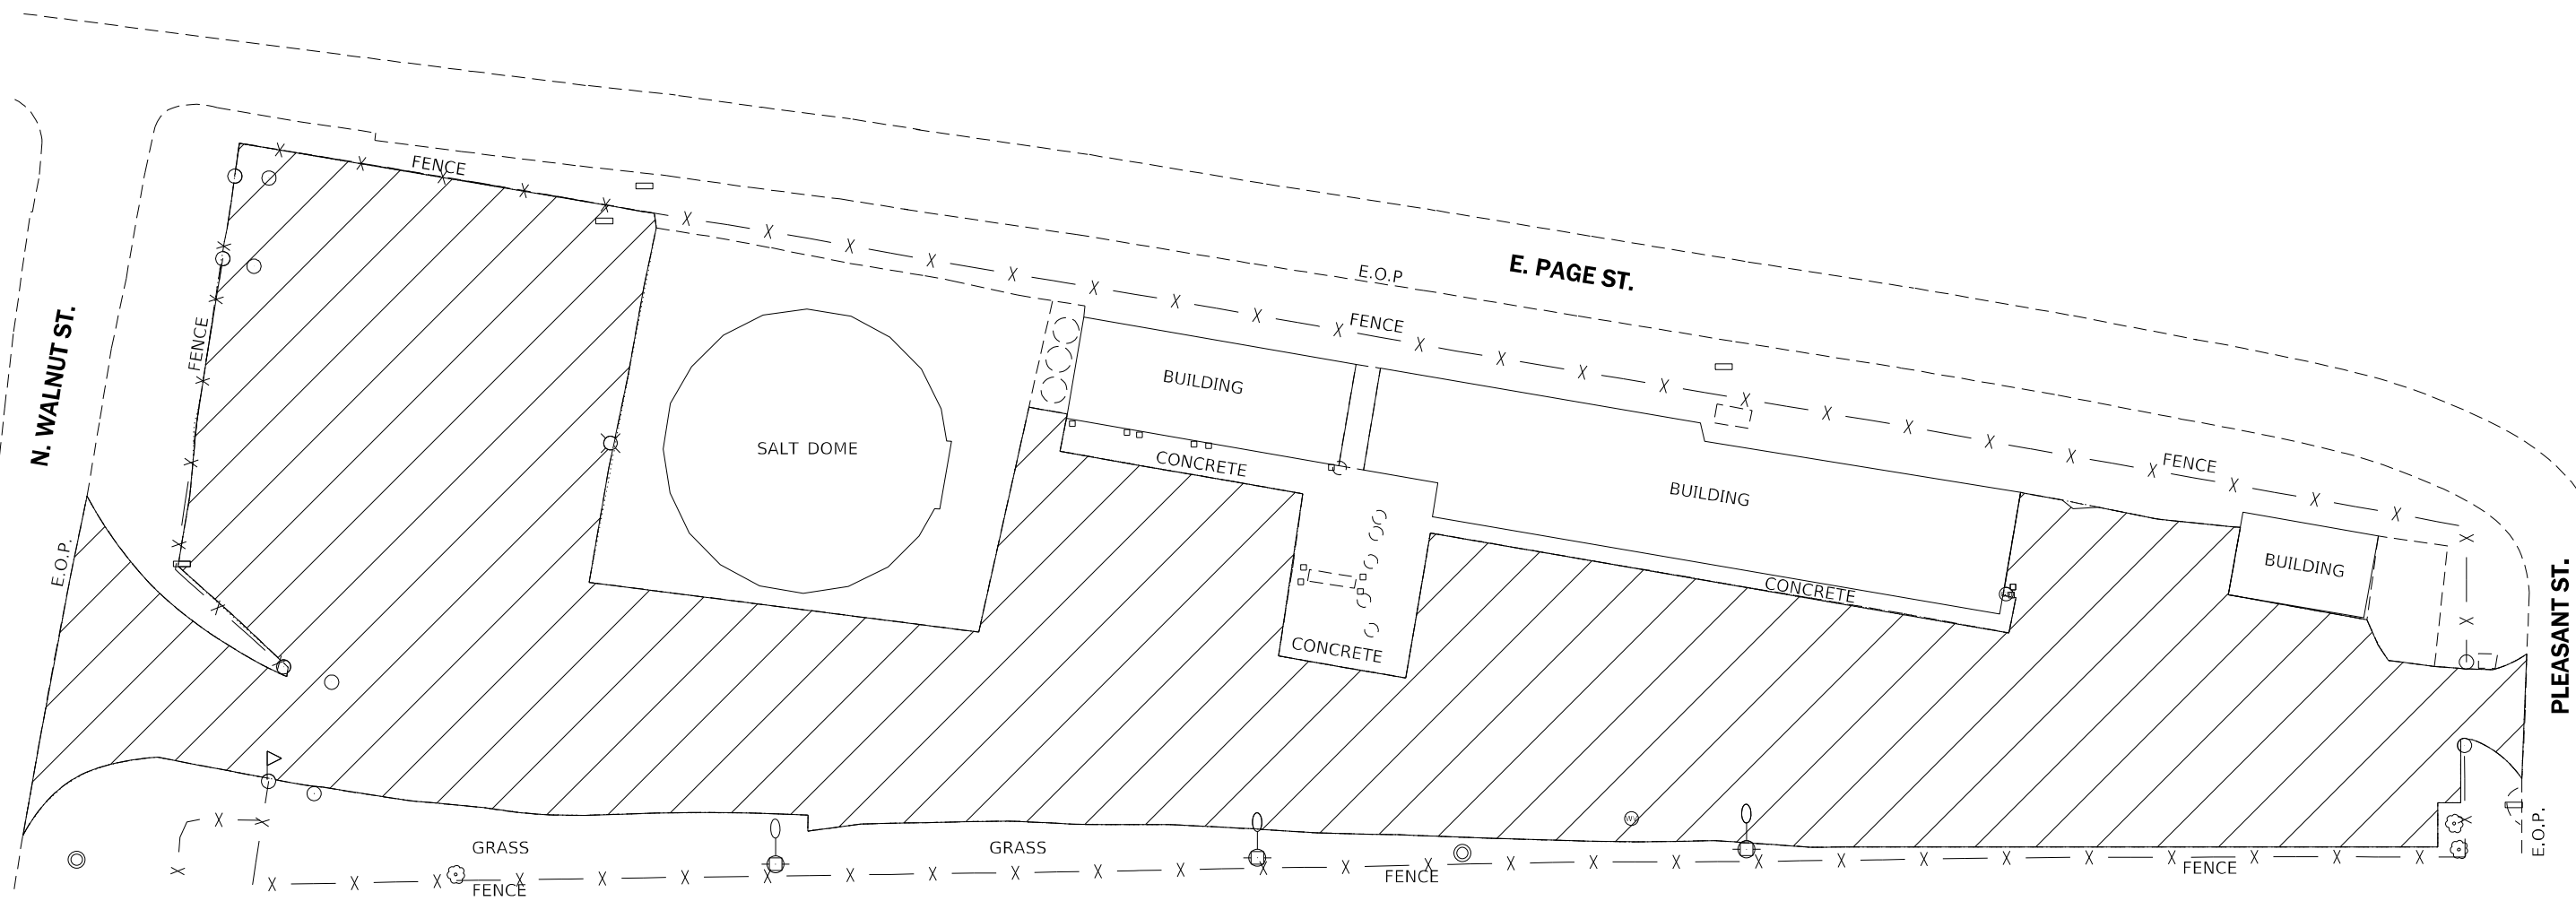 FENCE
E.O.P
E. PAGE ST.
FENCE
FENCE
N. WALNUT ST.
BUILDING
SALT DOME
CONCRETE
FENCE
BUILDING
BUILDING
CONCRETE
E.O.P.
CONCRETE
PLEASANT ST.
WV
E.O.P.
GRASS
GRASS
FENCE
FENCE
FENCE